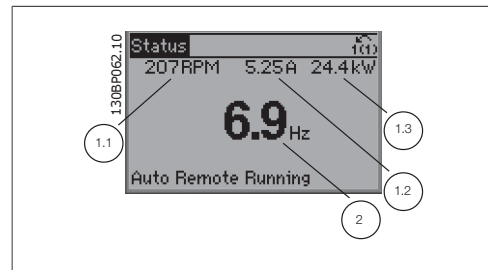 130BP062.10
Status
1(1)
207RPM 5.25A 24.4kW
1.1
6.9Hz
1.3
1.2
Auto Remote Running
2